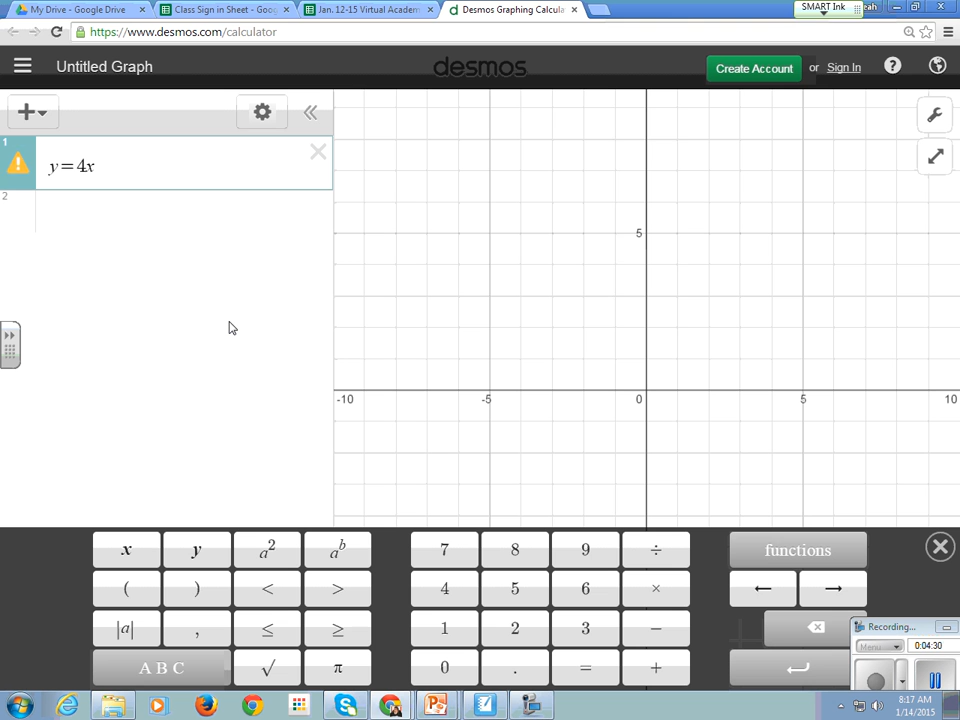 My Drive - Google Drive
Class Sign in Sheet - Goog
Jan. 12-15 Virtual Academ
Desmos Graphing Calcula
SMART Ink
eah
https://www.desmos.com/calculator
Untitled Graph
desmos
Create Account or Sign In
1
y=4x
2
5
-10 -5 0 5 10
x y a² aᵇ 7 8 9 ÷ functions
( ) < > 4 5 6 × ← →
|a| , ≤ ≥ 1 2 3 −
A B C √ π 0 . = +
Recording...
Menu 0:04:30
8:17 AM
1/14/2015